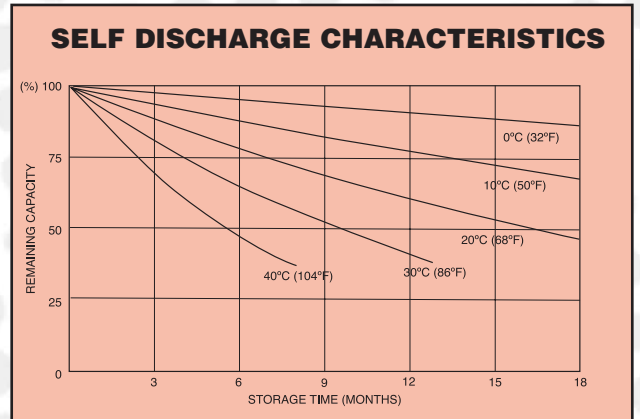 SELF DISCHARGE CHARACTERISTICS
(%) 100
75
50
25
0
REMAINING CAPACITY
0ºC (32ºF)
10ºC (50ºF)
20ºC (68ºF)
30ºC (86ºF)
40ºC (104ºF)
3 6 9 12 15 18
STORAGE TIME (MONTHS)